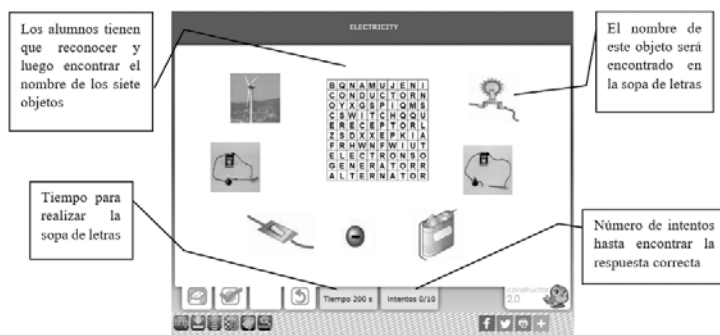 Los alumnos tienen
que reconocer y
luego encontrar el
nombre de los siete
objetos
ELECTRICITY
El nombre de
este objeto será
encontrado en
la sopa de letras
B Q N A M U J E N I
C O N D U C T O R N
O Y X G S P I Q M S
C S W I T C H Q Q U
E R E C E P T O R L
Z S D X X E P K I A
F R H W N F W I U T
E L E C T R O N S O
G E N E R A T O R R
A L T E R N A T O R
Tiempo para
realizar la
sopa de letras
Número de intentos
hasta encontrar la
respuesta correcta
Tiempo 200 s
Intentos 0/10
constructor
2.0